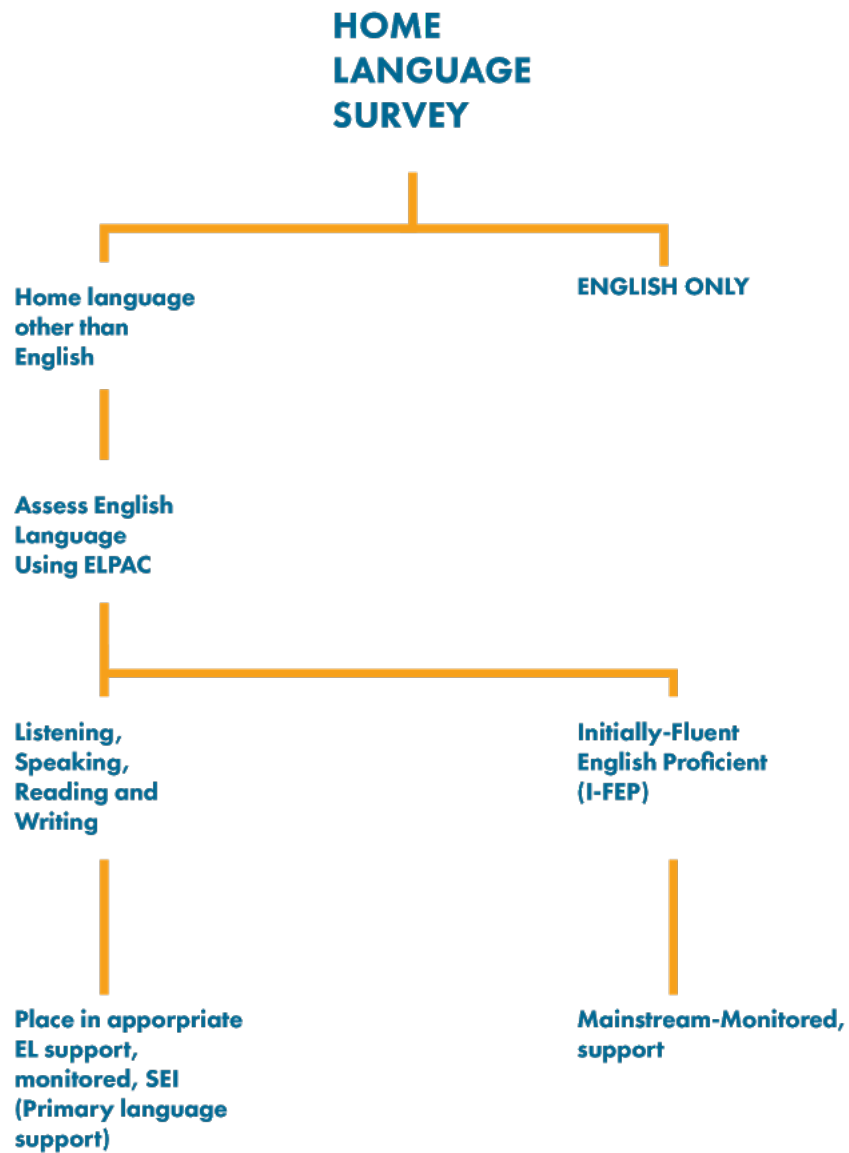 HOME
LANGUAGE
SURVEY
Home language
other than
English
ENGLISH ONLY
Assess English
Language
Using ELPAC
Listening,
Speaking,
Reading and
Writing
Initially-Fluent
English Proficient
(I-FEP)
Place in apporpriate
EL support,
monitored, SEI
(Primary language
support)
Mainstream-Monitored,
support